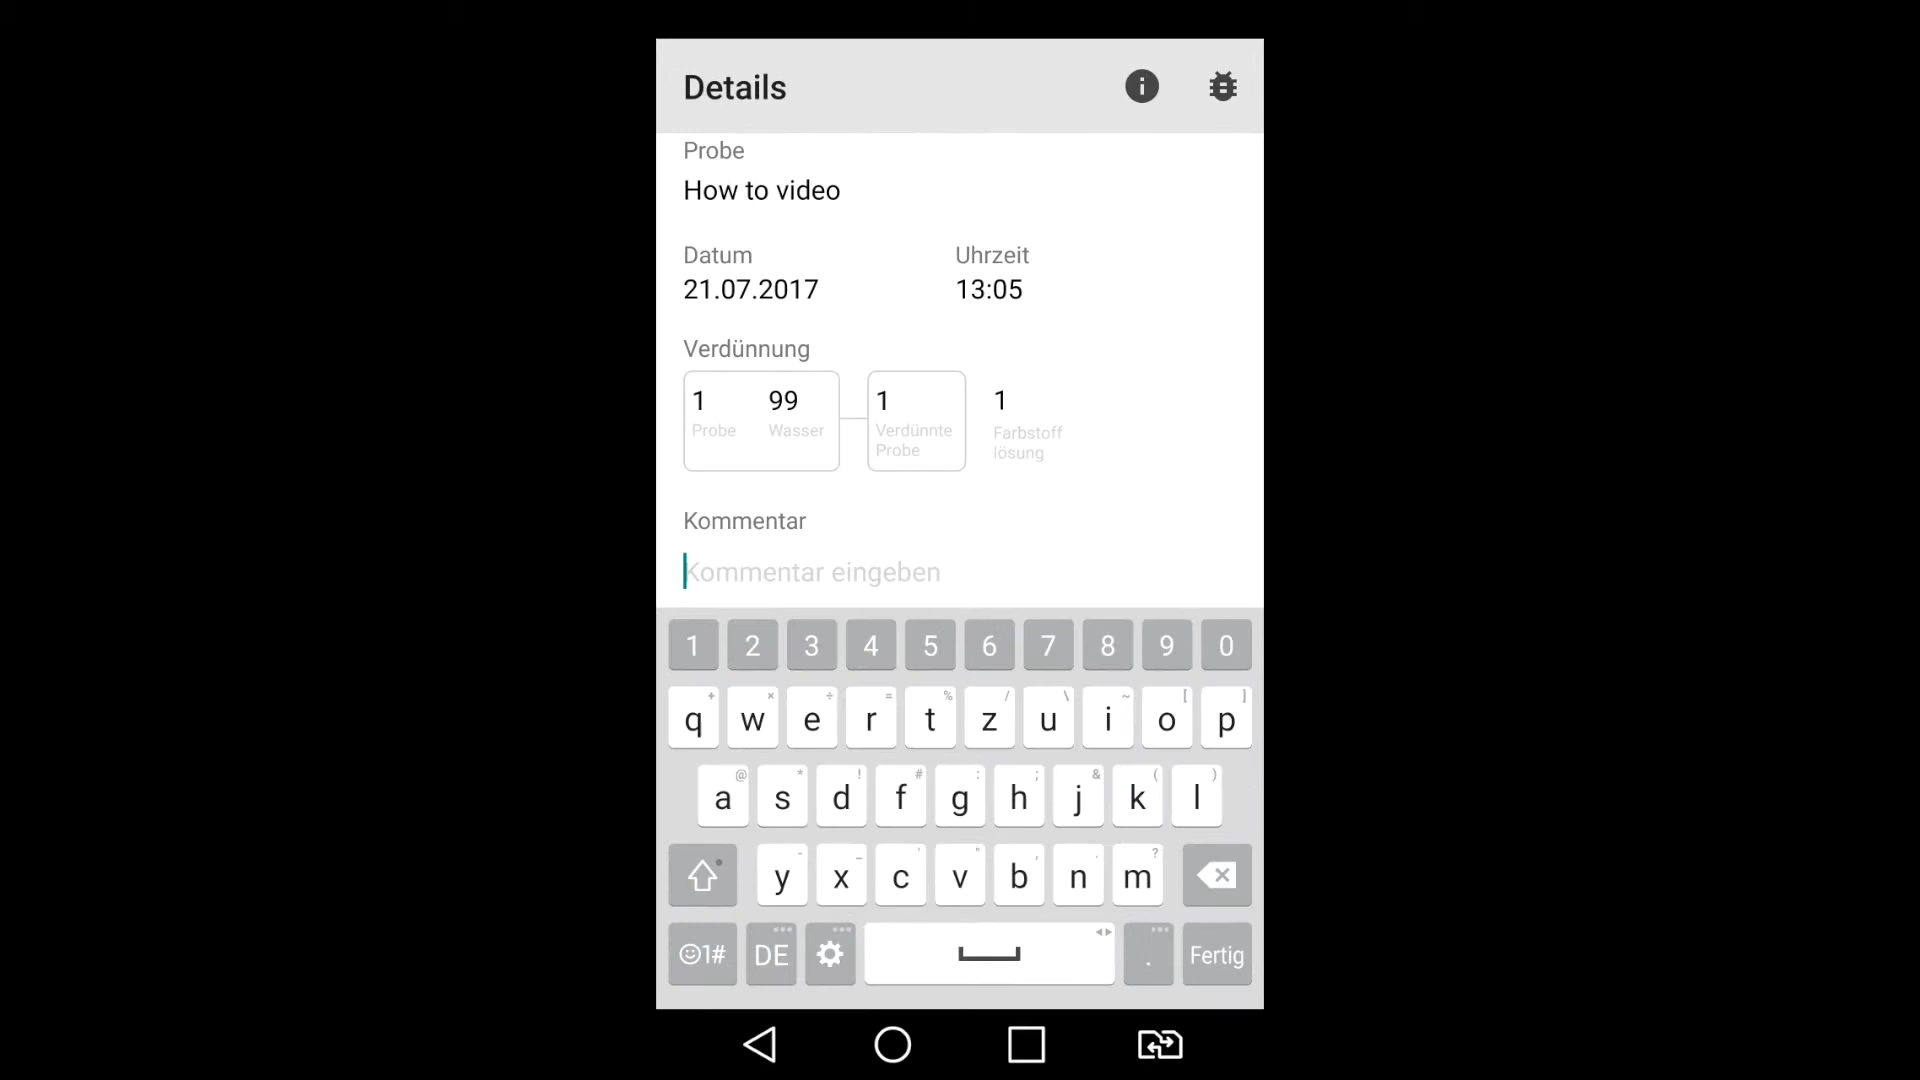 Details
Probe
How to video
Datum Uhrzeit
21.07.2017 13:05
Verdünnung
1 99 1 1
Probe Wasser Verdünnte Probe Farbstoff lösung
Kommentar
Kommentar eingeben
1 2 3 4 5 6 7 8 9 0
q w e r t z u i o p
a s d f g h j k l
y x c v b n m
1# DE . Fertig